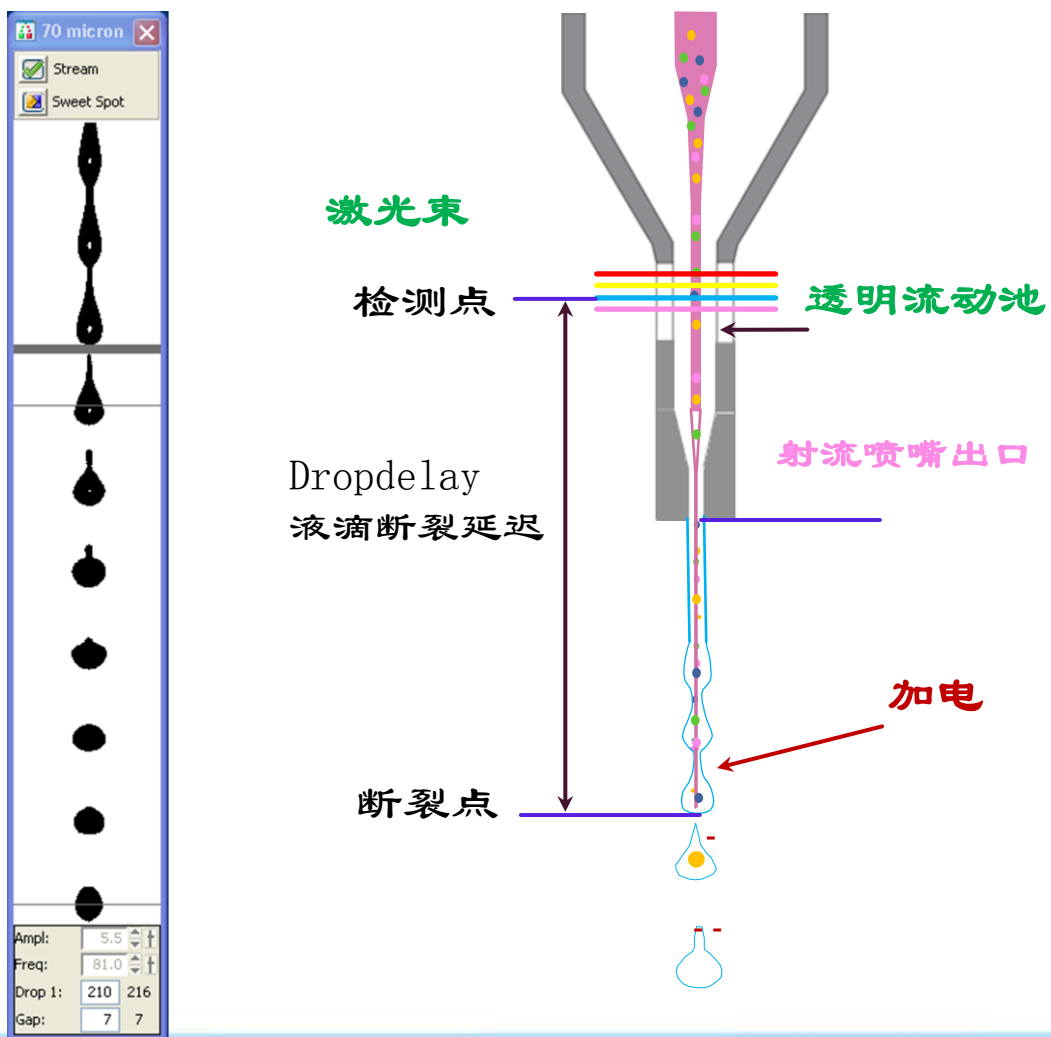 70 micron
Stream
Sweet Spot
Ampl: 5.5
Freq: 81.0
Drop 1: 210 216
Gap: 7 7
激光束
检测点
透明流动池
射流喷嘴出口
Dropdelay
液滴断裂延迟
加电
断裂点
-
- -